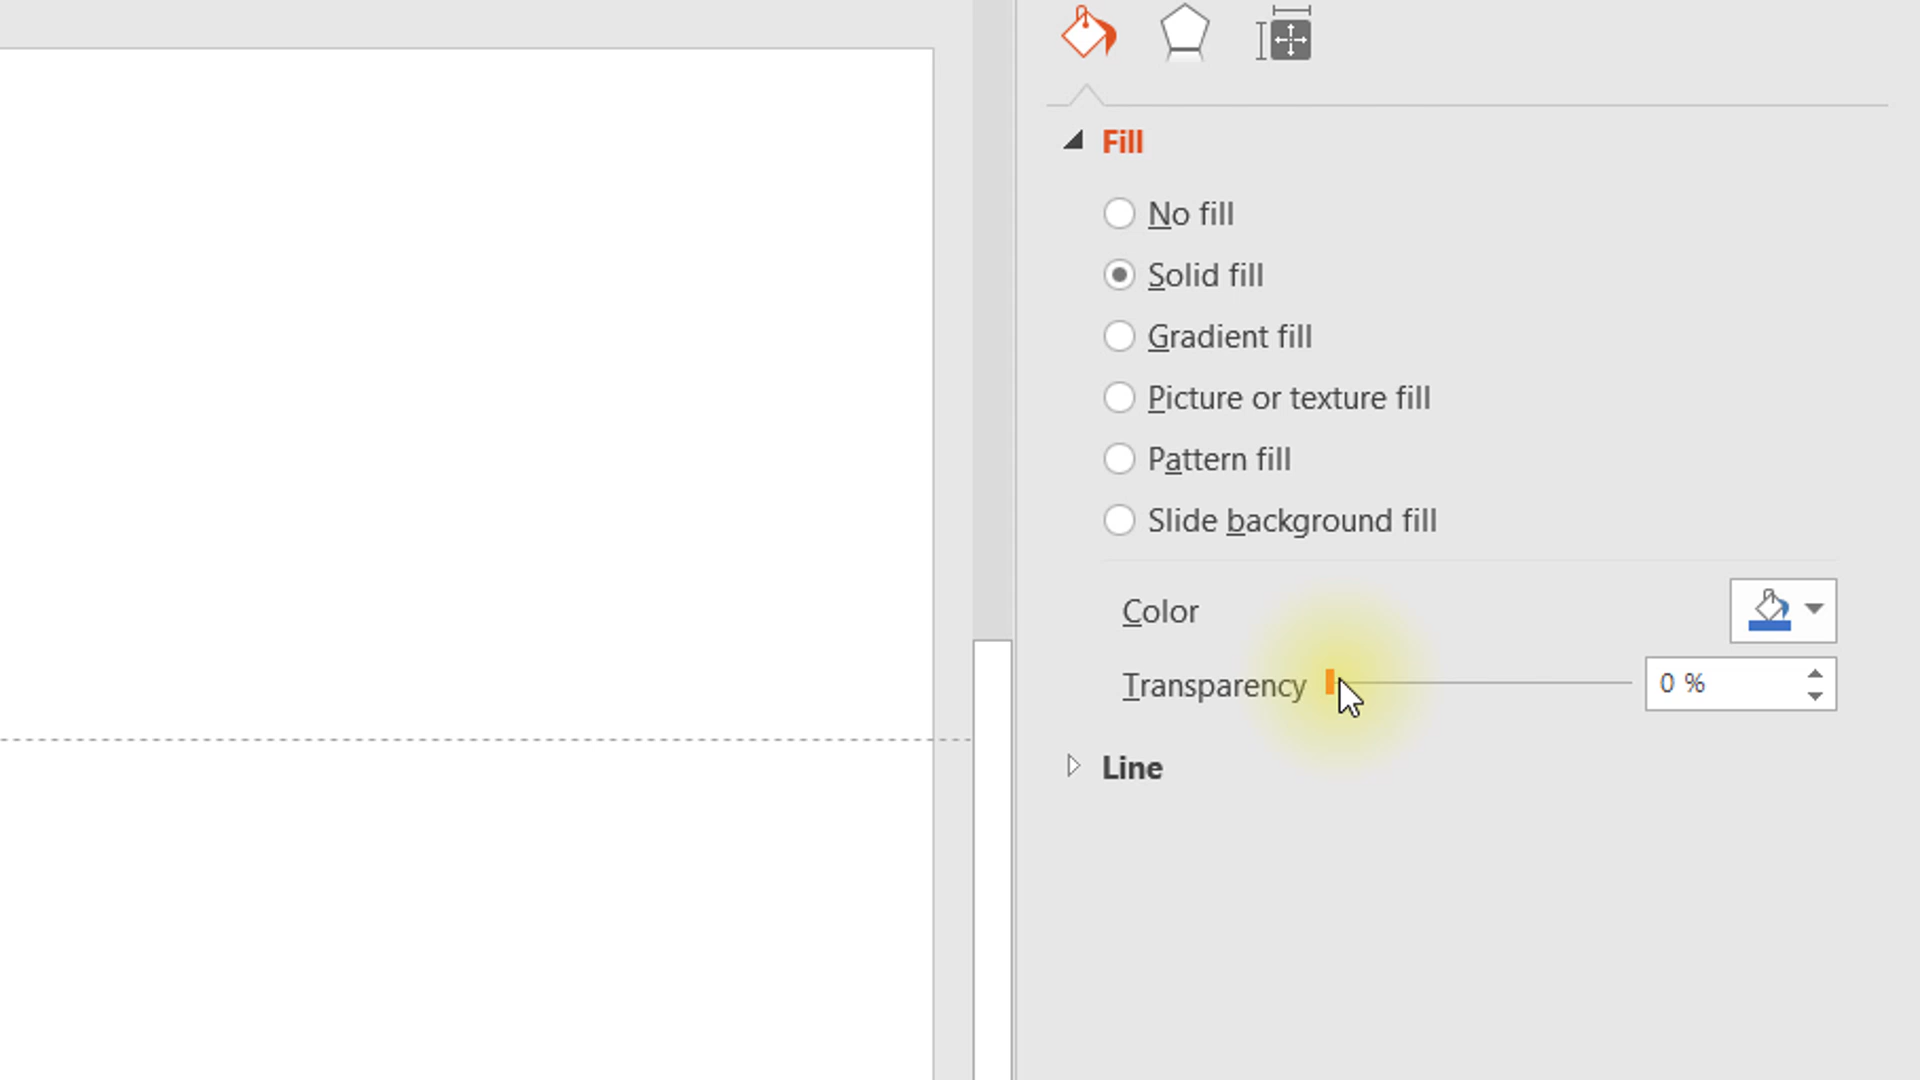 Fill
No fill
Solid fill
Gradient fill
Picture or texture fill
Pattern fill
Slide background fill
Color
Transparency 0 %
Line